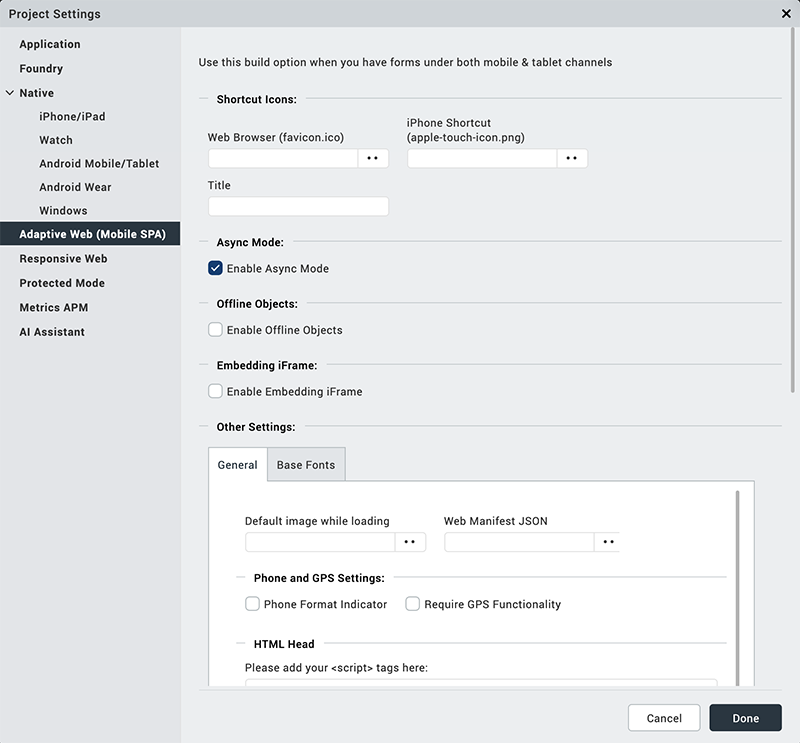 Project Settings
Application
Foundry
Native
iPhone/iPad
Watch
Android Mobile/Tablet
Android Wear
Windows
Adaptive Web (Mobile SPA)
Responsive Web
Protected Mode
Metrics APM
AI Assistant
Use this build option when you have forms under both mobile & tablet channels
Shortcut Icons:
Web Browser (favicon.ico)
iPhone Shortcut
(apple-touch-icon.png)
Title
Async Mode:
Enable Async Mode
Offline Objects:
Enable Offline Objects
Embedding iFrame:
Enable Embedding iFrame
Other Settings:
General Base Fonts
Default image while loading Web Manifest JSON
Phone and GPS Settings:
Phone Format Indicator Require GPS Functionality
HTML Head
Please add your <script> tags here:
Cancel Done